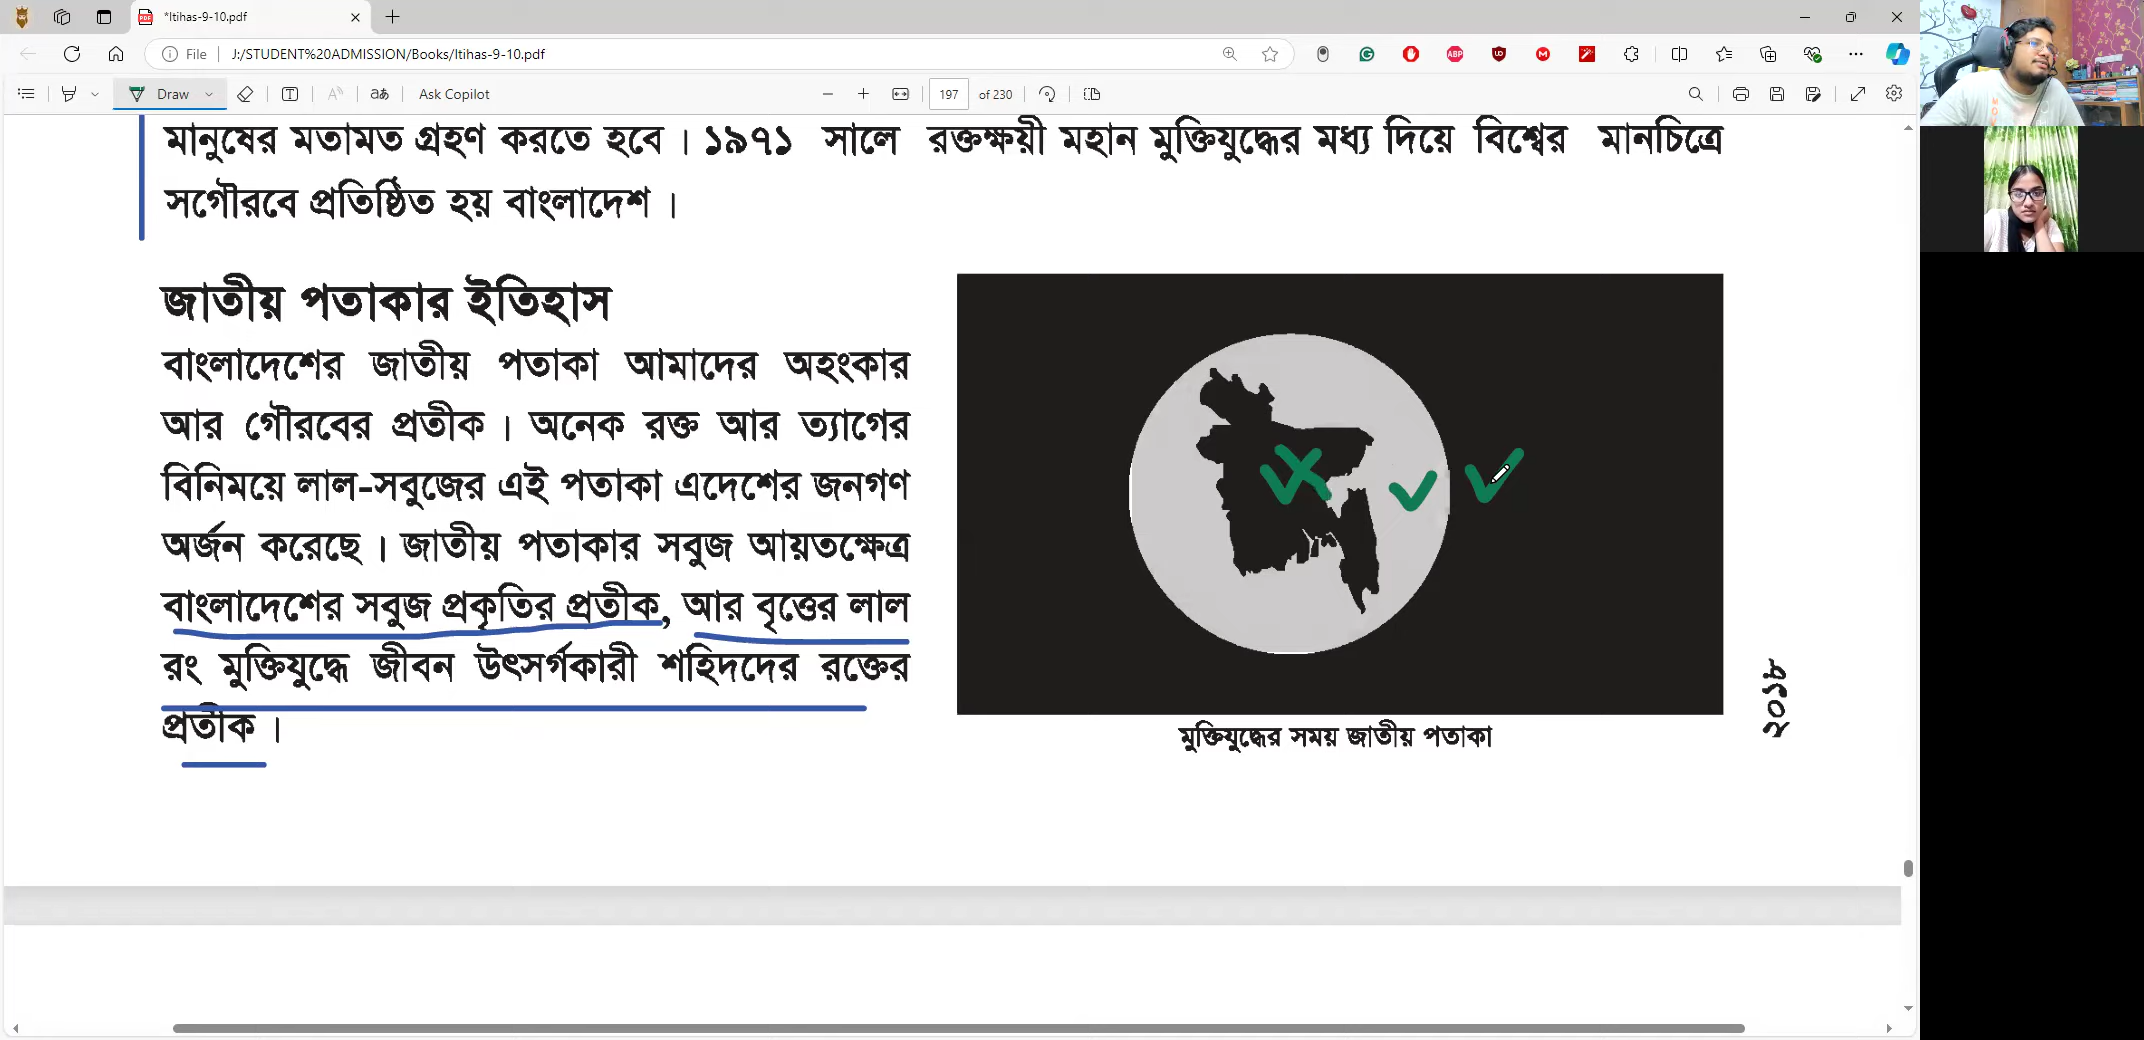 *Itihas-9-10.pdf
File
J:/STUDENT%20ADMISSION/Books/Itihas-9-10.pdf
Draw
Ask Copilot
197 of 230
মানুষের মতামত গ্রহণ করতে হবে। ১৯৭১ সালে রক্তক্ষয়ী মহান মুক্তিযুদ্ধের মধ্য দিয়ে বিশ্বের মানচিত্রে
সগৌরবে প্রতিষ্ঠিত হয় বাংলাদেশ।
জাতীয় পতাকার ইতিহাস
বাংলাদেশের জাতীয় পতাকা আমাদের অহংকার
আর গৌরবের প্রতীক। অনেক রক্ত আর ত্যাগের
বিনিময়ে লাল-সবুজের এই পতাকা এদেশের জনগণ
অর্জন করেছে। জাতীয় পতাকার সবুজ আয়তক্ষেত্র
বাংলাদেশের সবুজ প্রকৃতির প্রতীক, আর বৃত্তের লাল
রং মুক্তিযুদ্ধে জীবন উৎসর্গকারী শহিদদের রক্তের
প্রতীক।
মুক্তিযুদ্ধের সময় জাতীয় পতাকা
২০১৮